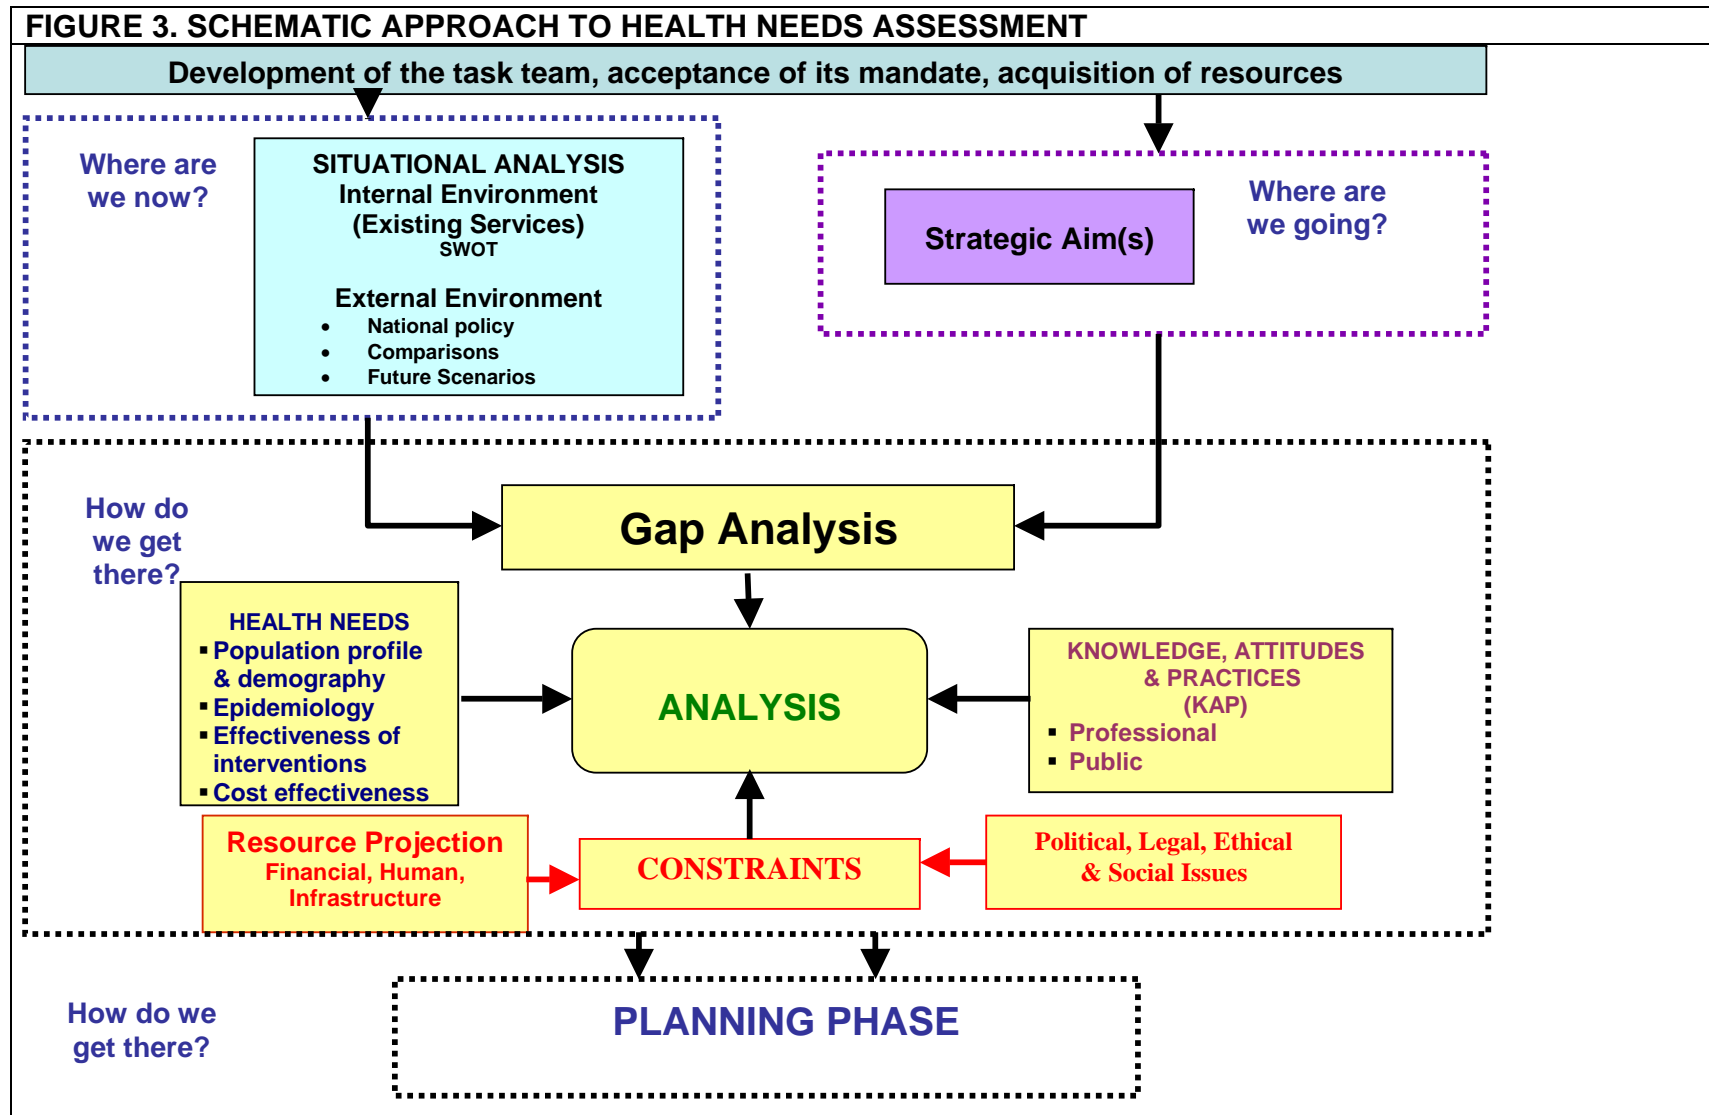 FIGURE 3. SCHEMATIC APPROACH TO HEALTH NEEDS ASSESSMENT
Development of the task team, acceptance of its mandate, acquisition of resources
Where are
we now?
SITUATIONAL ANALYSIS
Internal Environment
(Existing Services)
SWOT
External Environment
• National policy
• Comparisons
• Future Scenarios
Strategic Aim(s)
Where are
we going?
How do
we get
there?
Gap Analysis
HEALTH NEEDS
▪ Population profile
& demography
▪ Epidemiology
▪ Effectiveness of
interventions
▪ Cost effectiveness
ANALYSIS
KNOWLEDGE, ATTITUDES
& PRACTICES
(KAP)
▪ Professional
▪ Public
Resource Projection
Financial, Human,
Infrastructure
CONSTRAINTS
Political, Legal, Ethical
& Social Issues
How do we
get there?
PLANNING PHASE